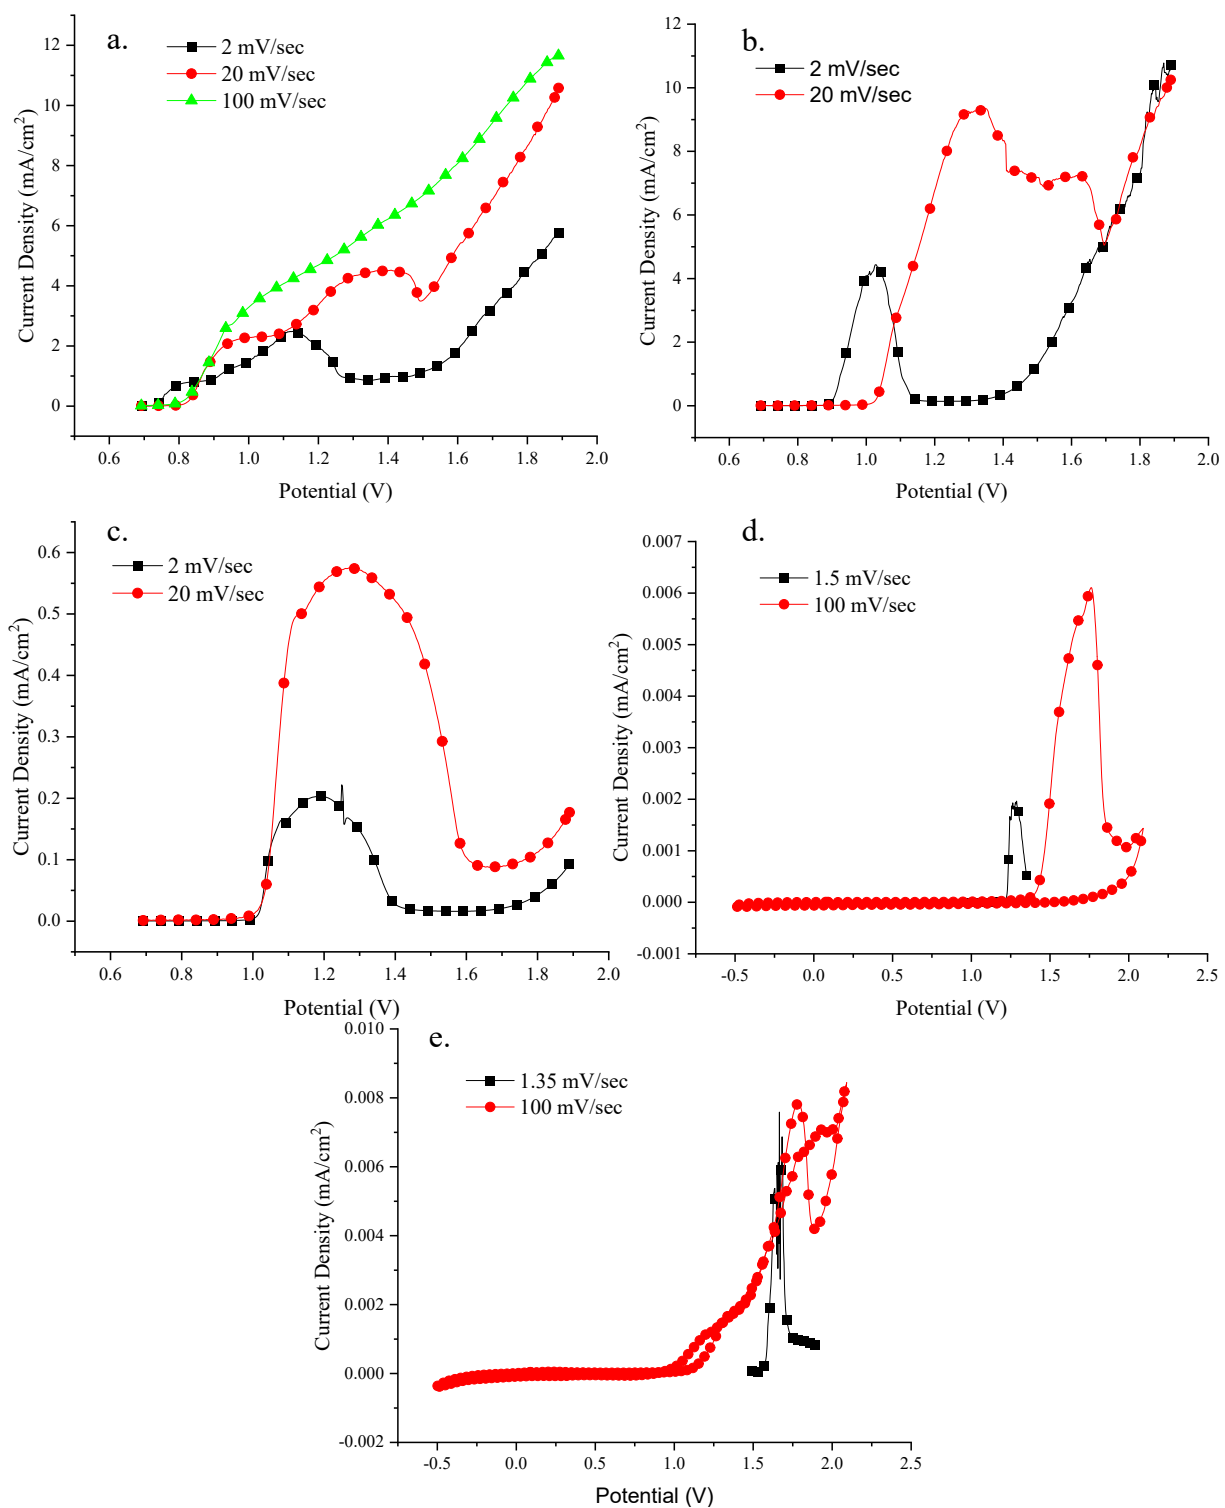 a.
2 mV/sec
20 mV/sec
100 mV/sec
12
10
8
6
4
2
0
Current Density (mA/cm²)
0.6 0.8 1.0 1.2 1.4 1.6 1.8 2.0
Potential (V)
b.
2 mV/sec
20 mV/sec
12
10
8
6
4
2
0
Current Density (mA/cm²)
0.6 0.8 1.0 1.2 1.4 1.6 1.8 2.0
Potential (V)
c.
2 mV/sec
20 mV/sec
0.6
0.5
0.4
0.3
0.2
0.1
0.0
Current Density (mA/cm²)
0.6 0.8 1.0 1.2 1.4 1.6 1.8 2.0
Potential (V)
d.
1.5 mV/sec
100 mV/sec
0.007
0.006
0.005
0.004
0.003
0.002
0.001
0.000
-0.001
Current Density (mA/cm²)
-0.5 0.0 0.5 1.0 1.5 2.0 2.5
Potential (V)
e.
1.35 mV/sec
100 mV/sec
0.010
0.008
0.006
0.004
0.002
0.000
-0.002
Current Density (mA/cm²)
-0.5 0.0 0.5 1.0 1.5 2.0 2.5
Potential (V)